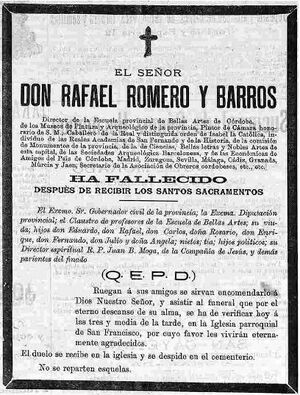 EL SEÑOR
DON RAFAEL ROMERO Y BARROS
Director de la Escuela provincial de Bellas Artes de Córdoba,
de los Museos de Pintura y Arqueológico de la provincia, Pintor de Cámara hono-
rario de S. M., Caballero de la Real y distinguida orden de Isabel la Católica, in-
dividuo de las Reales Academias de San Fernando y de la Historia, de la comisión
de Monumentos de la provincia, de la de Ciencias, Bellas Letras y Nobles Artes de
esta capital, de las Sociedades Arqueológica Barcelonesa, y de las Económicas de
Amigos del País de Córdoba, Madrid, Zaragoza, Sevilla, Málaga, Cádiz, Granada,
Múrcia y Jaen, Secretario de la Asociación de Obreros cordobeses, etc., etc.
HA FALLECIDO
DESPUÉS DE RECIBIR LOS SANTOS SACRAMENTOS
El Excmo. Sr. Gobernador civil de la provincia, la Excma. Diputación
provincial; el Claustro de profesores de la Escuela de Bellas Artes; su viu-
da; hijos don Eduardo, don Rafael, don Carlos, doña Rosario, don Enri-
que, don Fernando, don Julio y doña Angela; nietos; tia; hijos políticos; su
Director espiritual R. P. Juan B. Moga, de la Compañia de Jesús, y demás
parientes del finado
(Q. E. P. D.)
Ruegan á sus amigos se sirvan encomendarlo á
Dios Nuestro Señor, y asistir al funeral que por el
eterno descanso de su alma, se ha de verificar hoy á
las tres y media de la tarde, en la Iglesia parroquial
de San Francisco, por cuyo favor les vivirán eterna-
mente agradecidos.
El duelo se recibe en la iglesia y se despide en el cementerio.
No se reparten esquelas.